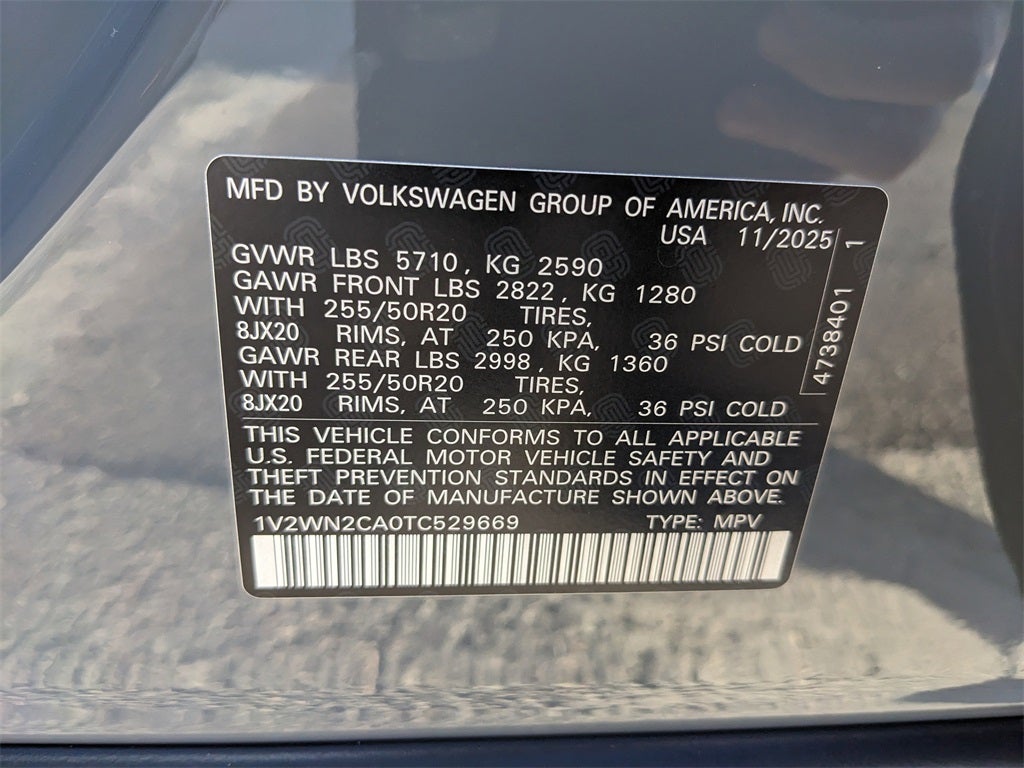 MFD BY VOLKSWAGEN GROUP OF AMERICA, INC.
USA 11/2025
GVWR LBS 5710, KG 2590
GAWR FRONT LBS 2822, KG 1280
WITH 255/50R20 TIRES,
8JX20 RIMS, AT 250 KPA, 36 PSI COLD
GAWR REAR LBS 2998, KG 1360
WITH 255/50R20 TIRES,
8JX20 RIMS, AT 250 KPA, 36 PSI COLD
4738401 1
THIS VEHICLE CONFORMS TO ALL APPLICABLE
U.S. FEDERAL MOTOR VEHICLE SAFETY AND
THEFT PREVENTION STANDARDS IN EFFECT ON
THE DATE OF MANUFACTURE SHOWN ABOVE.
1V2WN2CA0TC529669 TYPE: MPV